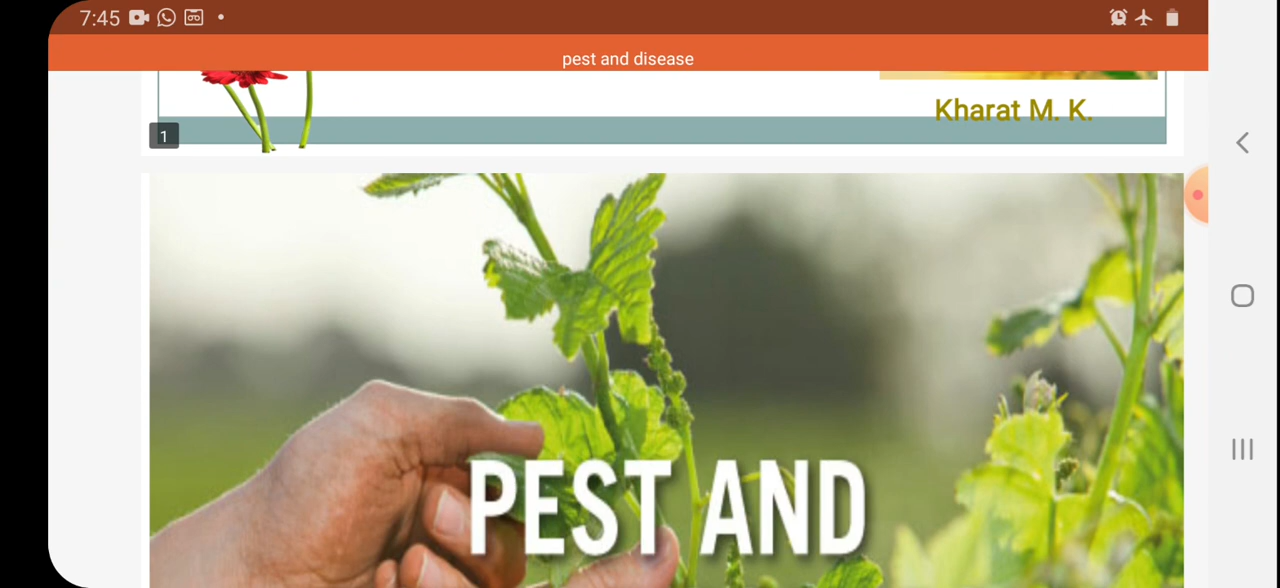 7:45
pest and disease
Kharat M. K.
1
PEST AND